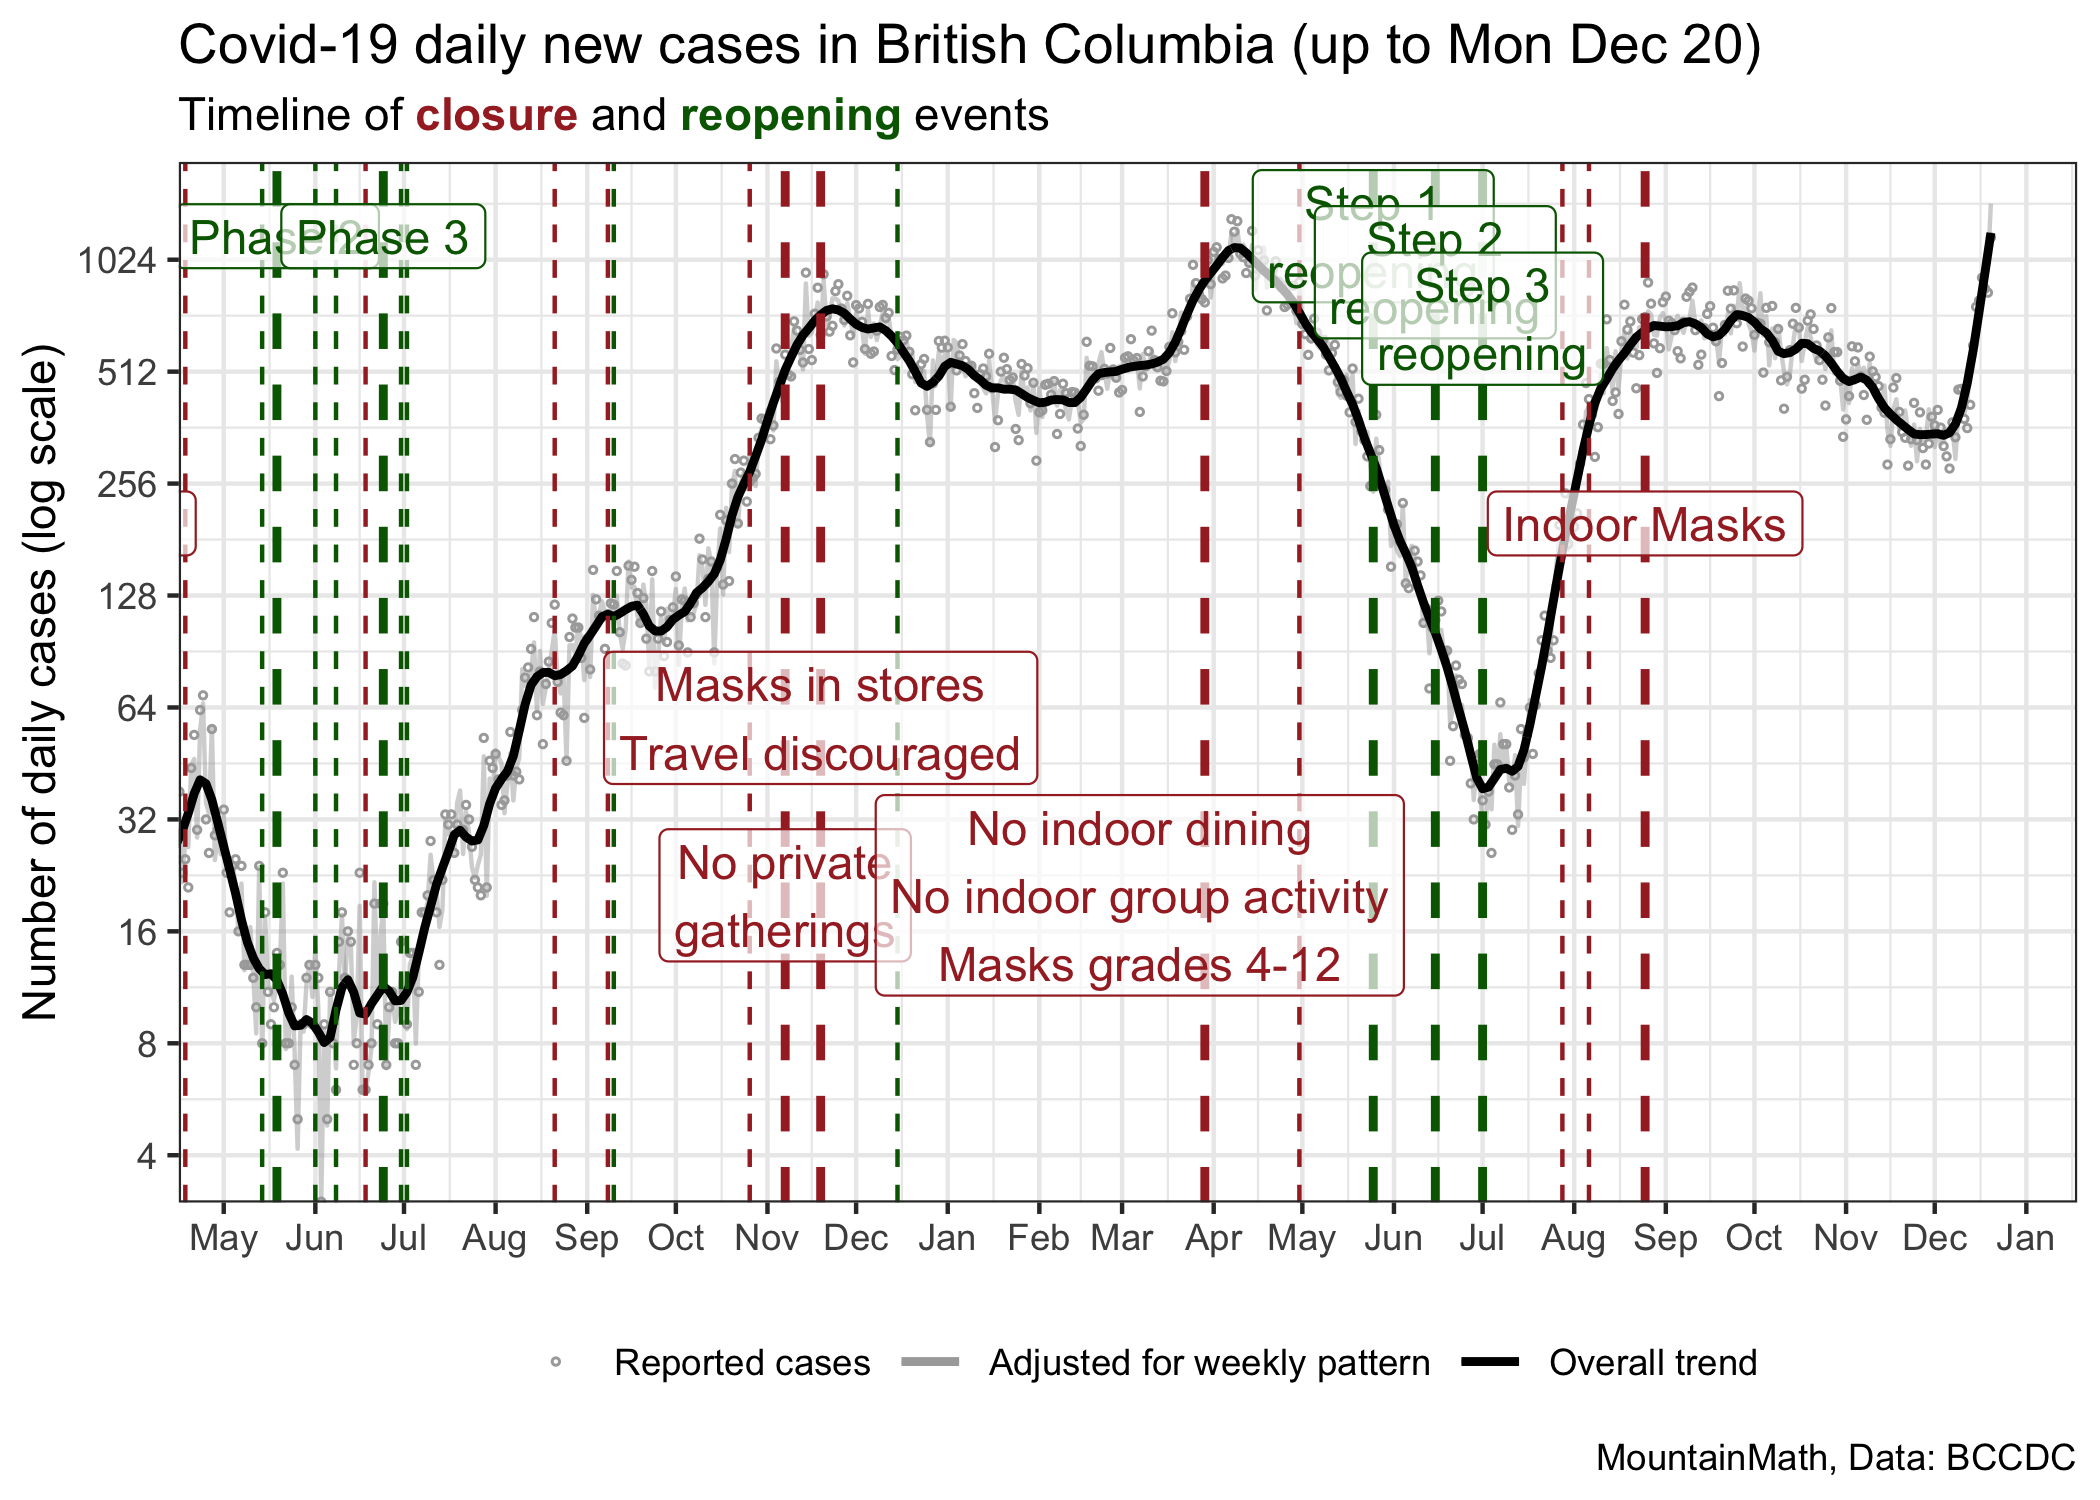 Covid-19 daily new cases in British Columbia (up to Mon Dec 20)
Timeline of closure and reopening events
Number of daily cases (log scale)
1024
512
256
128
64
32
16
8
4
Phase 2
Phase 3
Step 1
reopening
Step 2
reopening
Step 3
reopening
Indoor Masks
Masks in stores
Travel discouraged
No private
gatherings
No indoor dining
No indoor group activity
Masks grades 4-12
May Jun Jul Aug Sep Oct Nov Dec Jan Feb Mar Apr May Jun Jul Aug Sep Oct Nov Dec Jan
Reported cases Adjusted for weekly pattern Overall trend
MountainMath, Data: BCCDC